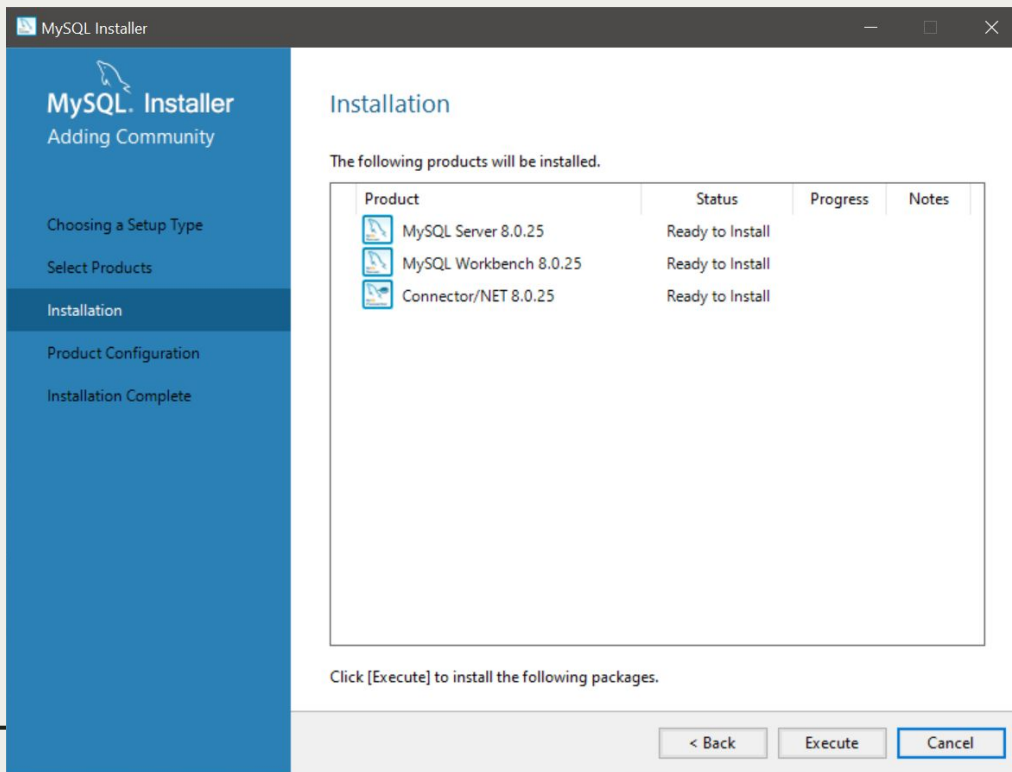 MySQL Installer
MySQL. Installer
Adding Community
Choosing a Setup Type
Select Products
Installation
Product Configuration
Installation Complete
Installation
The following products will be installed.
Product Status Progress Notes
MySQL Server 8.0.25 Ready to Install
MySQL Workbench 8.0.25 Ready to Install
Connector/NET 8.0.25 Ready to Install
Click [Execute] to install the following packages.
< Back Execute Cancel